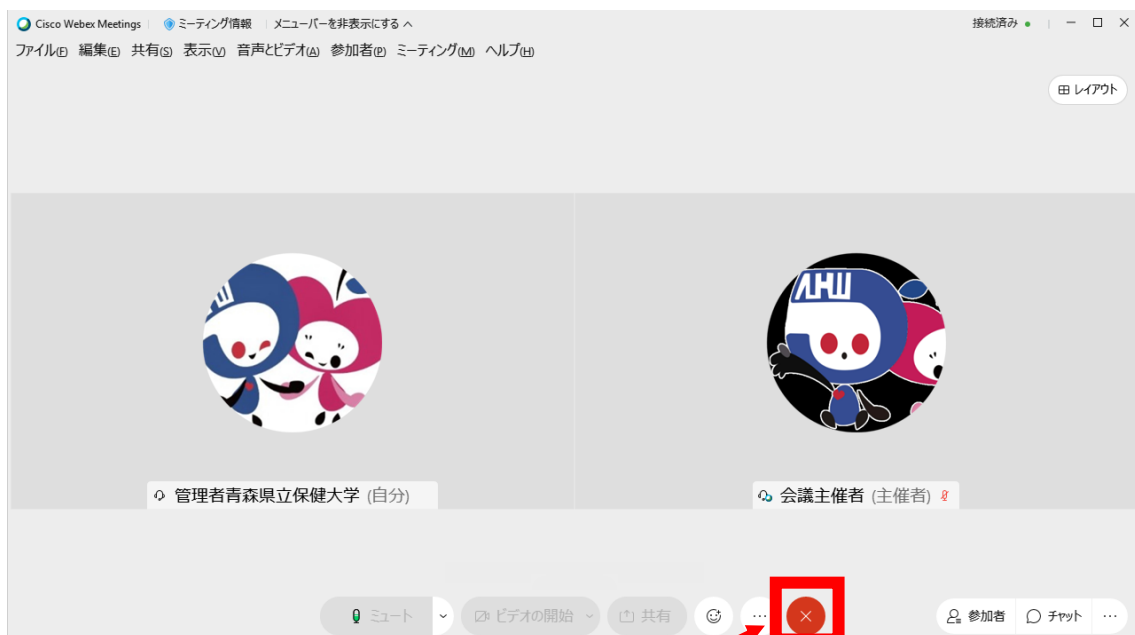 Cisco Webex Meetings ミーティング情報 メニューバーを非表示にする 接続済み
ファイル(F) 編集(E) 共有(S) 表示(V) 音声とビデオ(A) 参加者(P) ミーティング(M) ヘルプ(H)
レイアウト
AHU
管理者青森県立保健大学 (自分)
会議主催者 (主催者)
ミュート ビデオの開始 共有 参加者 チャット